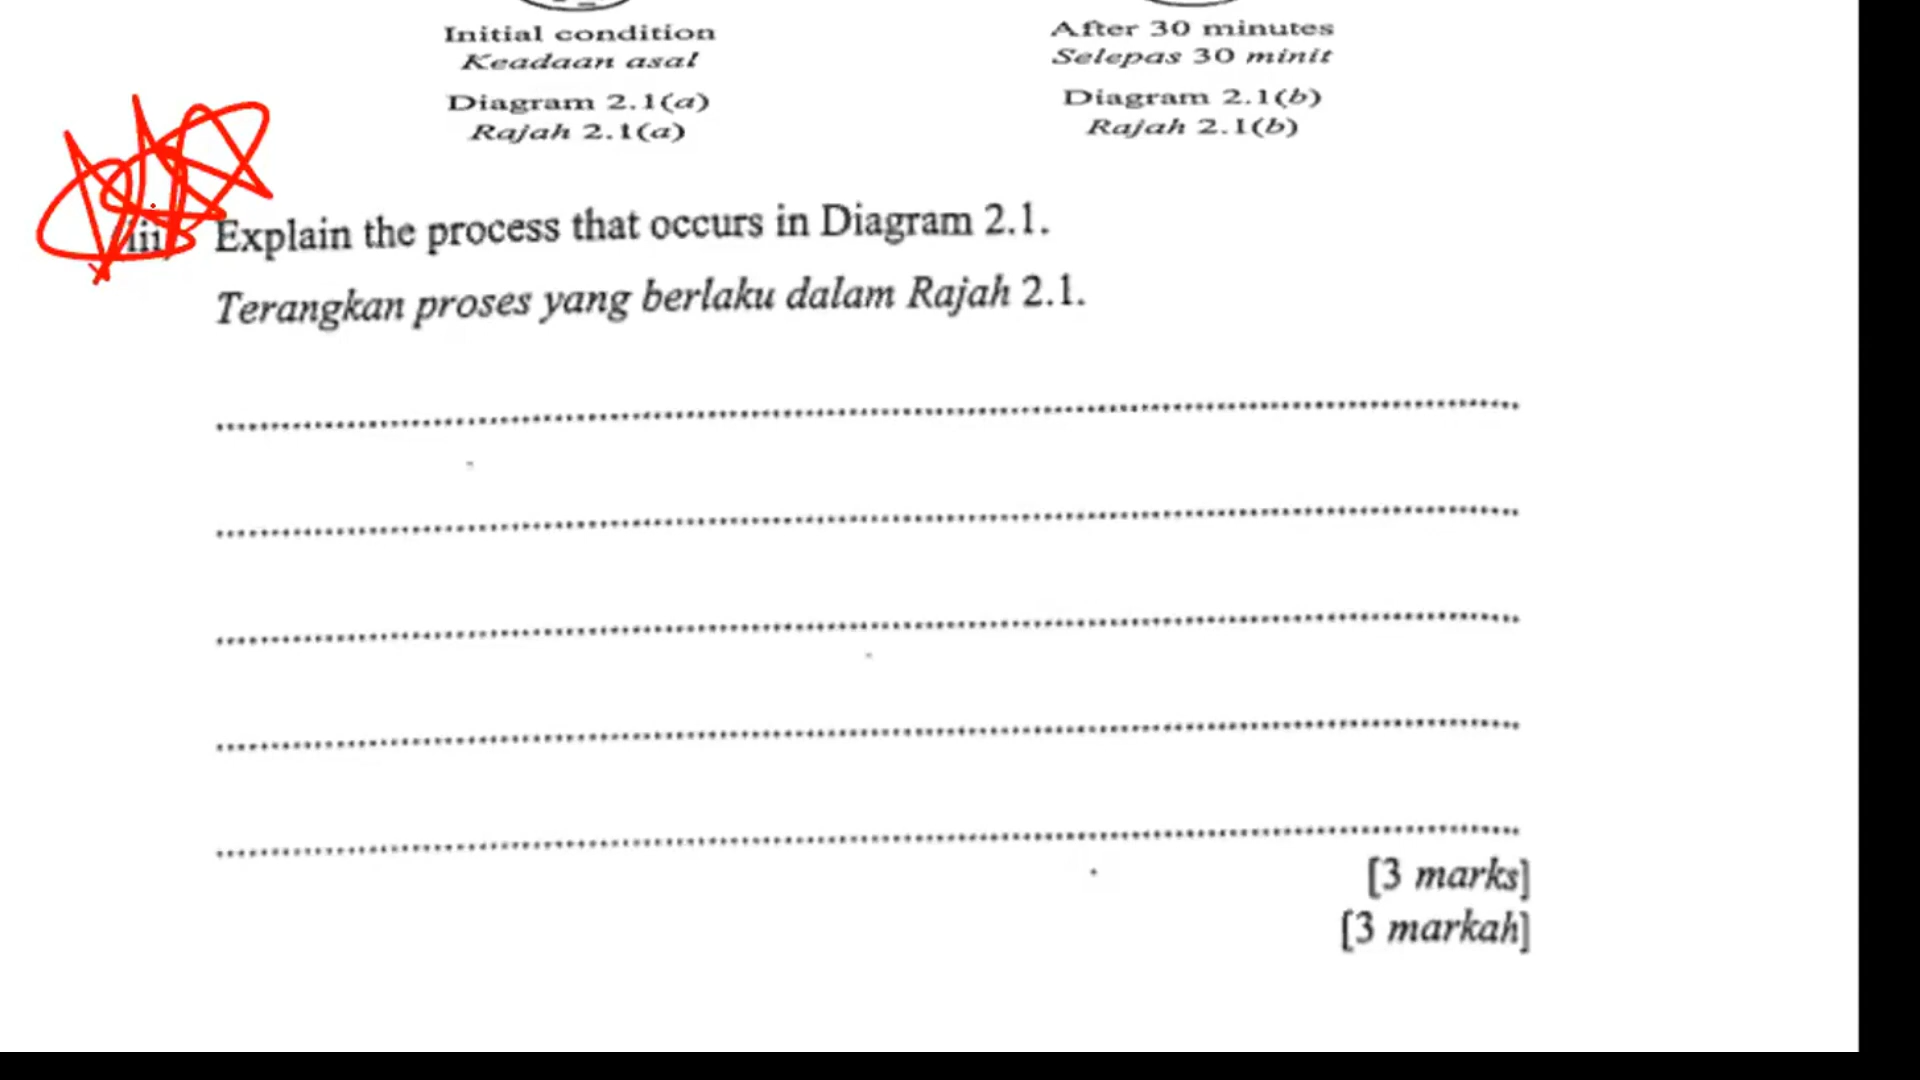 Initial condition
Keadaan asal
Diagram 2.1(a)
Rajah 2.1(a)
After 30 minutes
Selepas 30 minit
Diagram 2.1(b)
Rajah 2.1(b)
Explain the process that occurs in Diagram 2.1.
Terangkan proses yang berlaku dalam Rajah 2.1.
[3 marks]
[3 markah]